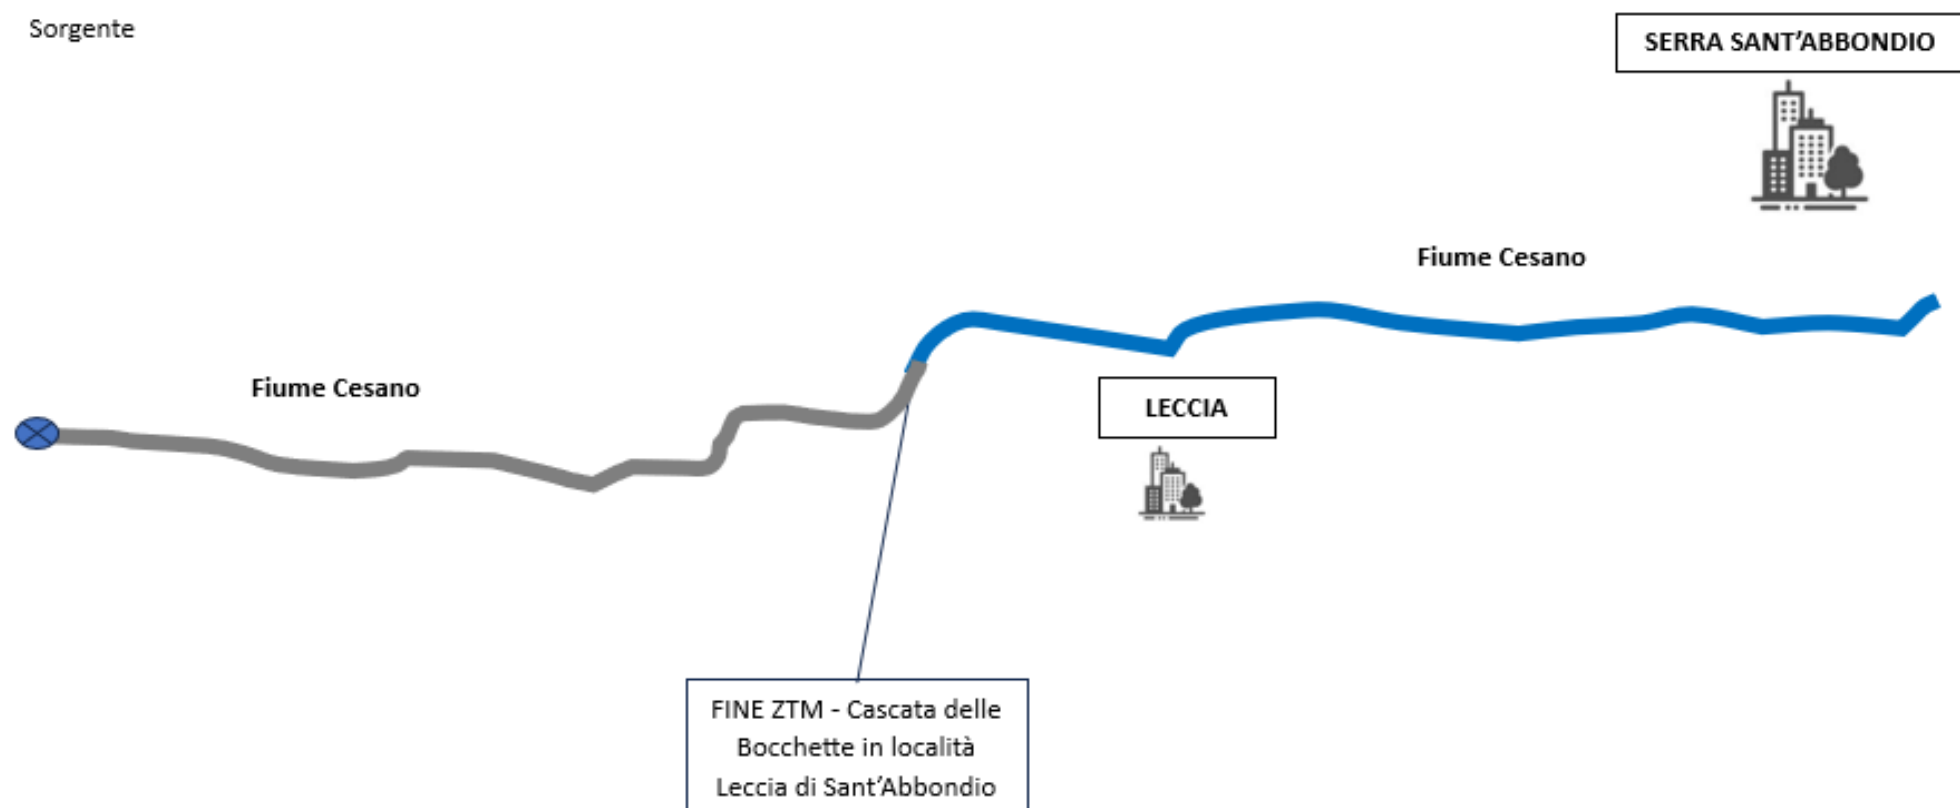 Sorgente
SERRA SANT'ABBONDIO
Fiume Cesano
Fiume Cesano
LECCIA
FINE ZTM - Cascata delle
Bocchette in località
Leccia di Sant'Abbondio